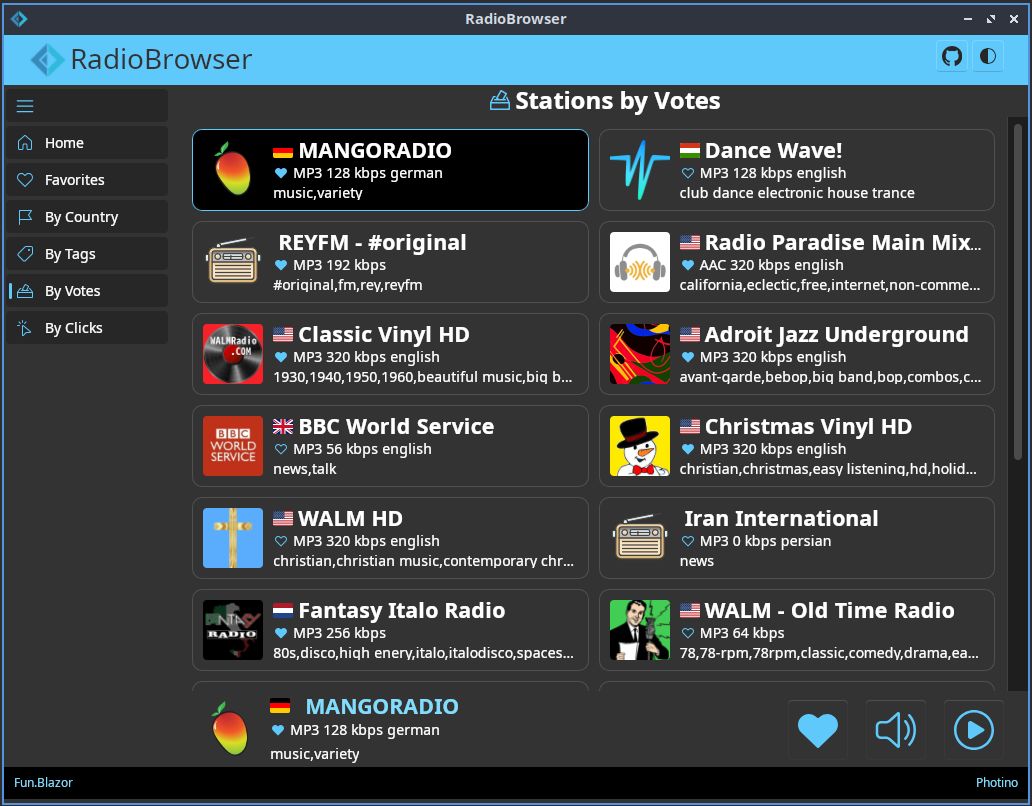 RadioBrowser
RadioBrowser
Stations by Votes
Home
Favorites
By Country
By Tags
By Votes
By Clicks
MANGORADIO
MP3 128 kbps german
music,variety
Dance Wave!
MP3 128 kbps english
club dance electronic house trance
REYFM - #original
MP3 192 kbps
#original,fm,rey,reyfm
Radio Paradise Main Mix...
AAC 320 kbps english
california,eclectic,free,internet,non-comme...
WALMRadio
.COM
Classic Vinyl HD
MP3 320 kbps english
1930,1940,1950,1960,beautiful music,big b...
Adroit Jazz Underground
MP3 320 kbps english
avant-garde,bebop,big band,bop,combos,c...
BBC
WORLD
SERVICE
BBC World Service
MP3 56 kbps english
news,talk
Christmas Vinyl HD
MP3 320 kbps english
christian,christmas,easy listening,hd,holid...
WALM HD
MP3 320 kbps english
christian,christian music,contemporary chr...
Iran International
MP3 0 kbps persian
news
FANTASY
RADIO
Fantasy Italo Radio
MP3 256 kbps
80s,disco,high enery,italo,italodisco,spaces...
WALM - Old Time Radio
MP3 64 kbps
78,78-rpm,78rpm,classic,comedy,drama,ea...
MANGORADIO
MP3 128 kbps german
music,variety
Fun.Blazor
Photino